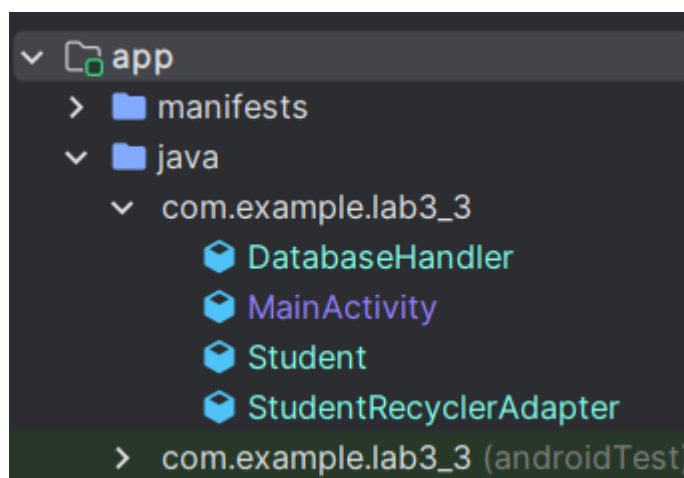 app
manifests
java
com.example.lab3_3
DatabaseHandler
MainActivity
Student
StudentRecyclerAdapter
com.example.lab3_3 (androidTest)